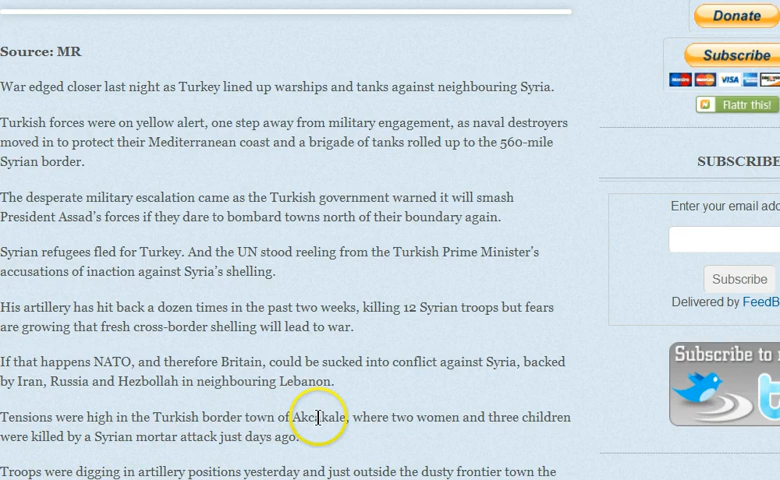 Donate
Source: MR
Subscribe
VISA
War edged closer last night as Turkey lined up warships and tanks against neighbouring Syria.
Flattr this!
Turkish forces were on yellow alert, one step away from military engagement, as naval destroyers
moved in to protect their Mediterranean coast and a brigade of tanks rolled up to the 560-mile
Syrian border.
SUBSCRIBE
The desperate military escalation came as the Turkish government warned it will smash
President Assad's forces if they dare to bombard towns north of their boundary again.
Enter your email add
Syrian refugees fled for Turkey. And the UN stood reeling from the Turkish Prime Minister's
accusations of inaction against Syria's shelling.
Subscribe
Delivered by FeedB
His artillery has hit back a dozen times in the past two weeks, killing 12 Syrian troops but fears
are growing that fresh cross-border shelling will lead to war.
If that happens NATO, and therefore Britain, could be sucked into conflict against Syria, backed
by Iran, Russia and Hezbollah in neighbouring Lebanon.
Subscribe to
Tensions were high in the Turkish border town of Akcakale, where two women and three children
were killed by a Syrian mortar attack just days ago.
Troops were digging in artillery positions yesterday and just outside the dusty frontier town the